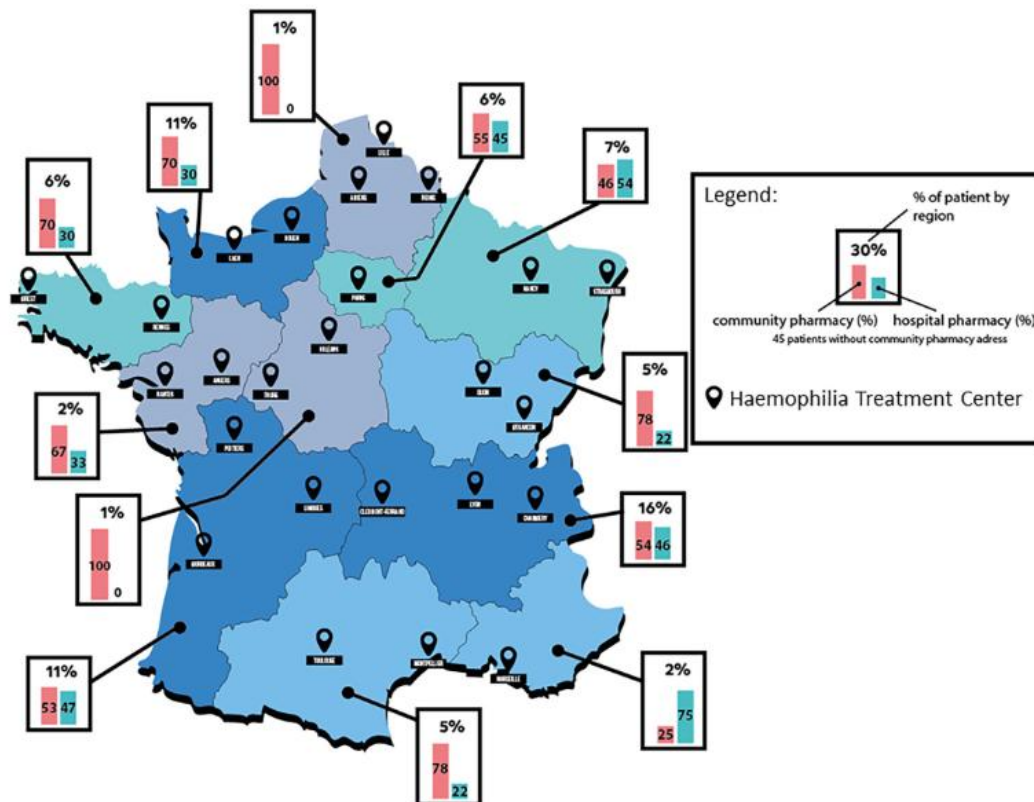 1%
100
0
6%
55
45
11%
70
30
7%
46
54
6%
70
30
LILLE
AMIENS
REIMS
ROUEN
CAEN
PARIS
NANCY
STRASBOURG
BREST
RENNES
ORLEANS
ANGERS
NANTES
TOURS
DIJON
BESANCON
POITIERS
LIMOGES
CLERMONT-FERRAND
LYON
CHAMBERY
BORDEAUX
TOULOUSE
MONTPELLIER
MARSEILLE
Legend:
% of patient by
region
30%
community pharmacy (%)
hospital pharmacy (%)
45 patients without community pharmacy adress
Haemophilia Treatment Center
5%
78
22
2%
67
33
16%
54
46
1%
100
0
11%
53
47
5%
78
22
2%
25
75